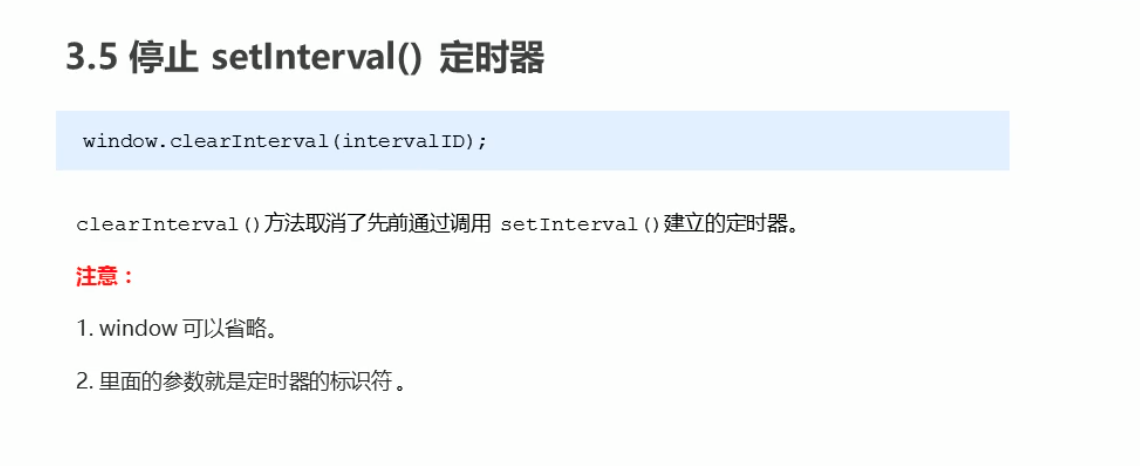 3.5 停止 setInterval() 定时器
window.clearInterval(intervalID);
clearInterval()方法取消了先前通过调用 setInterval()建立的定时器。
注意：
1. window 可以省略。
2. 里面的参数就是定时器的标识符 。